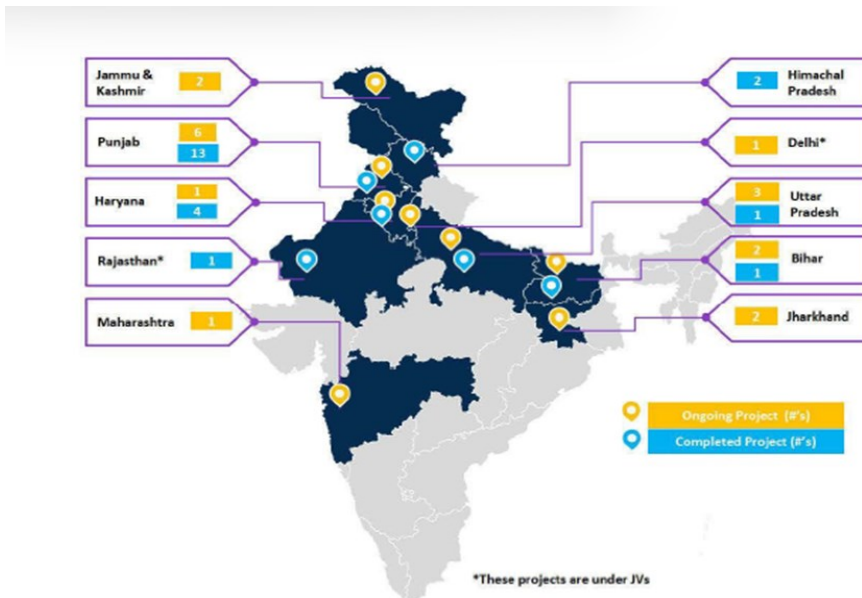 Jammu &
Kashmir
2
Punjab
6
13
Haryana
1
4
Rajasthan*
1
Maharashtra
1
2
Himachal
Pradesh
1
Delhi*
3
1
Uttar
Pradesh
2
1
Bihar
2
Jharkhand
Ongoing Project (#'s)
Completed Project (#'s)
*These projects are under JVs